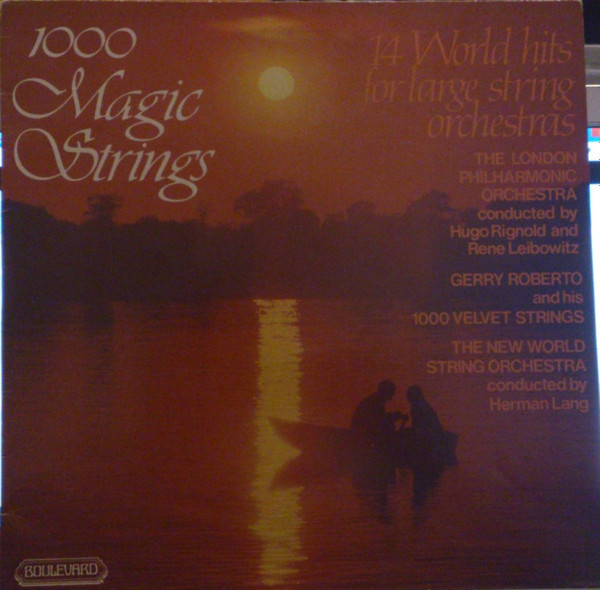 1000
Magic
Strings
14 World hits
for large string
orchestras
THE LONDON
PHILHARMONIC
ORCHESTRA
conducted by
Hugo Rignold and
Rene Leibowitz
GERRY ROBERTO
and his
1000 VELVET STRINGS
THE NEW WORLD
STRING ORCHESTRA
conducted by
Herman Lang
BOULEVARD